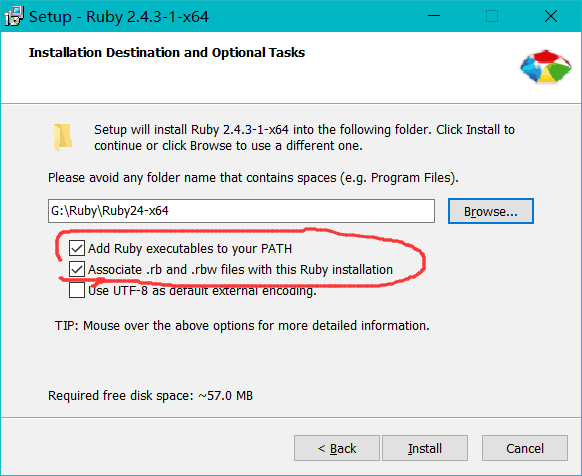 Setup - Ruby 2.4.3-1-x64
Installation Destination and Optional Tasks
Setup will install Ruby 2.4.3-1-x64 into the following folder. Click Install to
continue or click Browse to use a different one.
Please avoid any folder name that contains spaces (e.g. Program Files).
G:\Ruby\Ruby24-x64
Browse...
Add Ruby executables to your PATH
Associate .rb and .rbw files with this Ruby installation
Use UTF-8 as default external encoding.
TIP: Mouse over the above options for more detailed information.
Required free disk space: ~57.0 MB
< Back
Install
Cancel